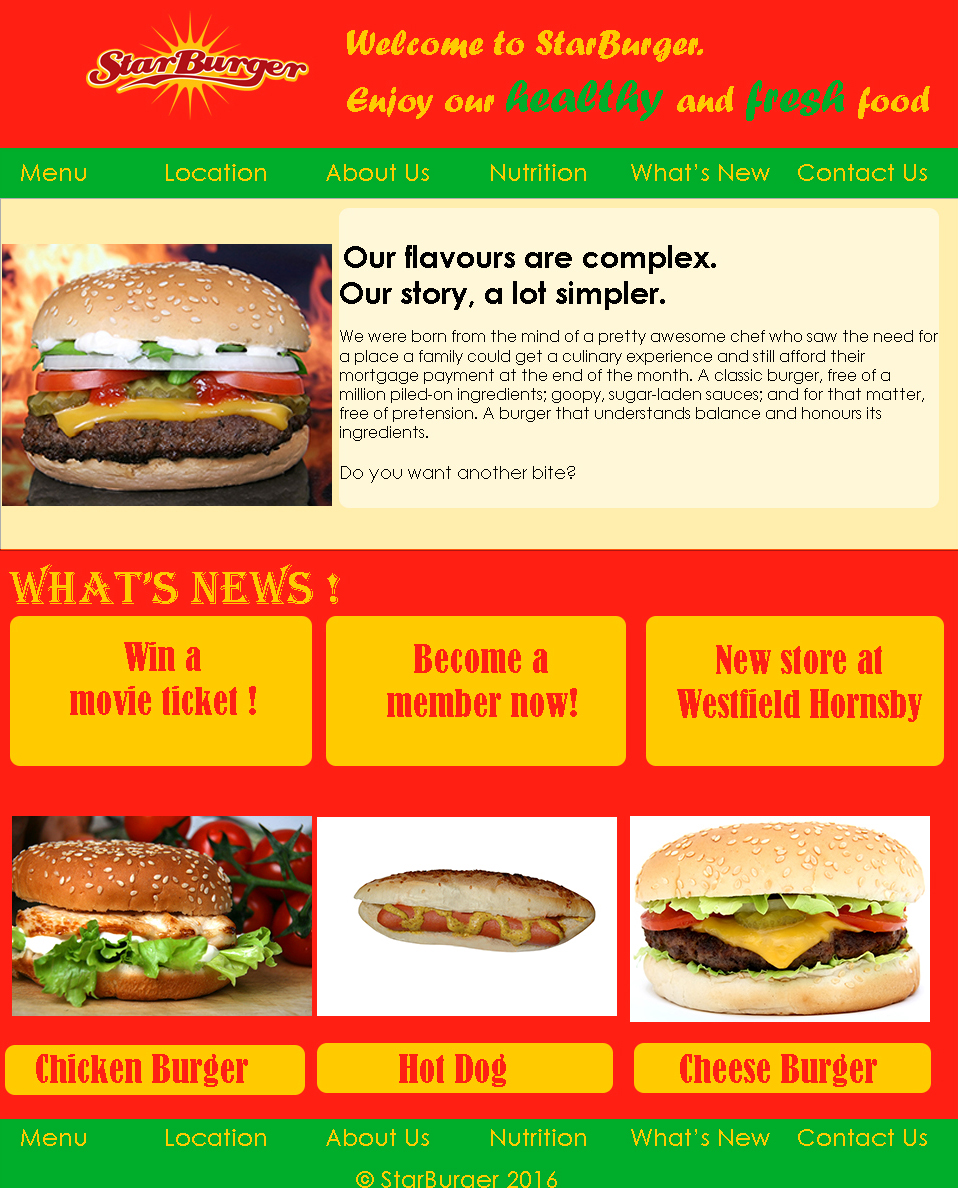 StarBurger
Welcome to StarBurger.
Enjoy our healthy and fresh food
Menu Location About Us Nutrition What's New Contact Us
Our flavours are complex.
Our story, a lot simpler.
We were born from the mind of a pretty awesome chef who saw the need for
a place a family could get a culinary experience and still afford their
mortgage payment at the end of the month. A classic burger, free of a
million piled-on ingredients; goopy, sugar-laden sauces; and for that matter,
free of pretension. A burger that understands balance and honours its
ingredients.
Do you want another bite?
WHAT'S NEWS !
Win a
movie ticket !
Become a
member now!
New store at
Westfield Hornsby
Chicken Burger
Hot Dog
Cheese Burger
Menu Location About Us Nutrition What's New Contact Us
© StarBurger 2016